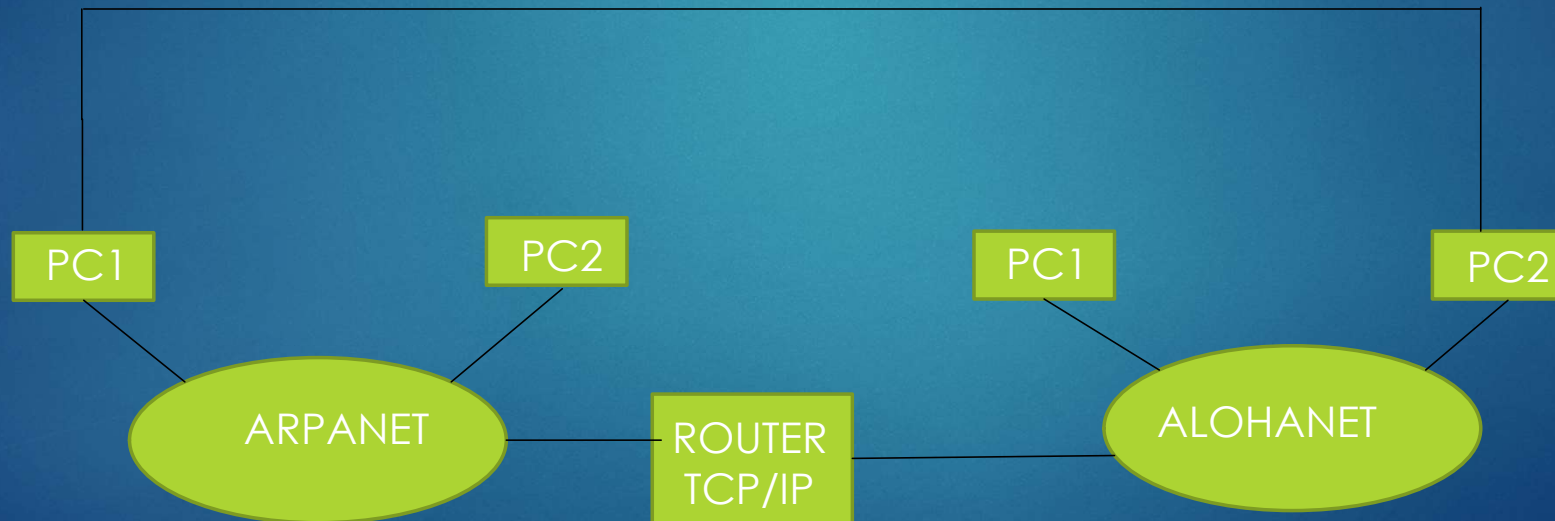 PC1
PC2
PC1
PC2
ARPANET
ROUTER
TCP/IP
ALOHANET